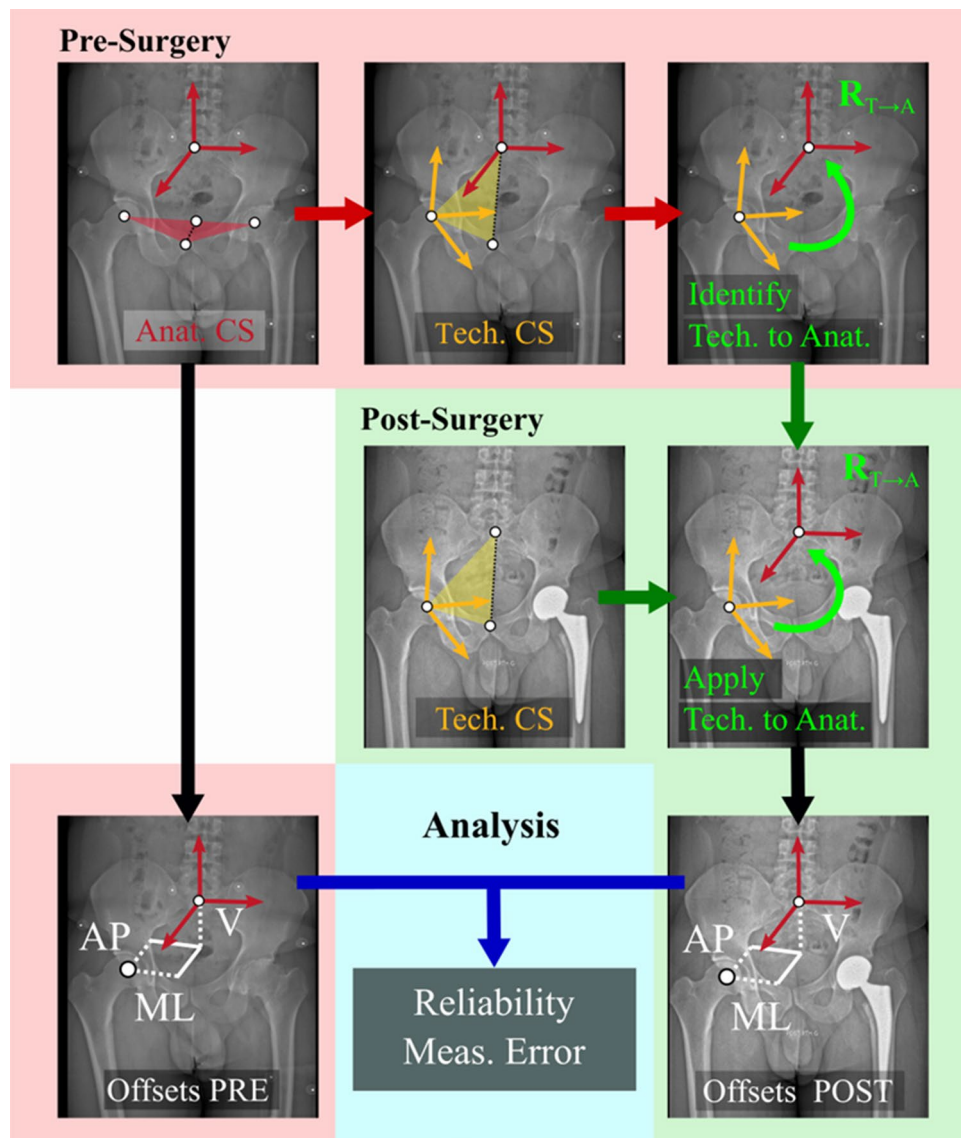 Pre-Surgery
R T→A
Anat. CS
Tech. CS
Identify
Tech. to Anat.
Post-Surgery
R T→A
Tech. CS
Apply
Tech. to Anat.
Analysis
AP
V
ML
Offsets PRE
Reliability
Meas. Error
AP
V
ML
Offsets POST